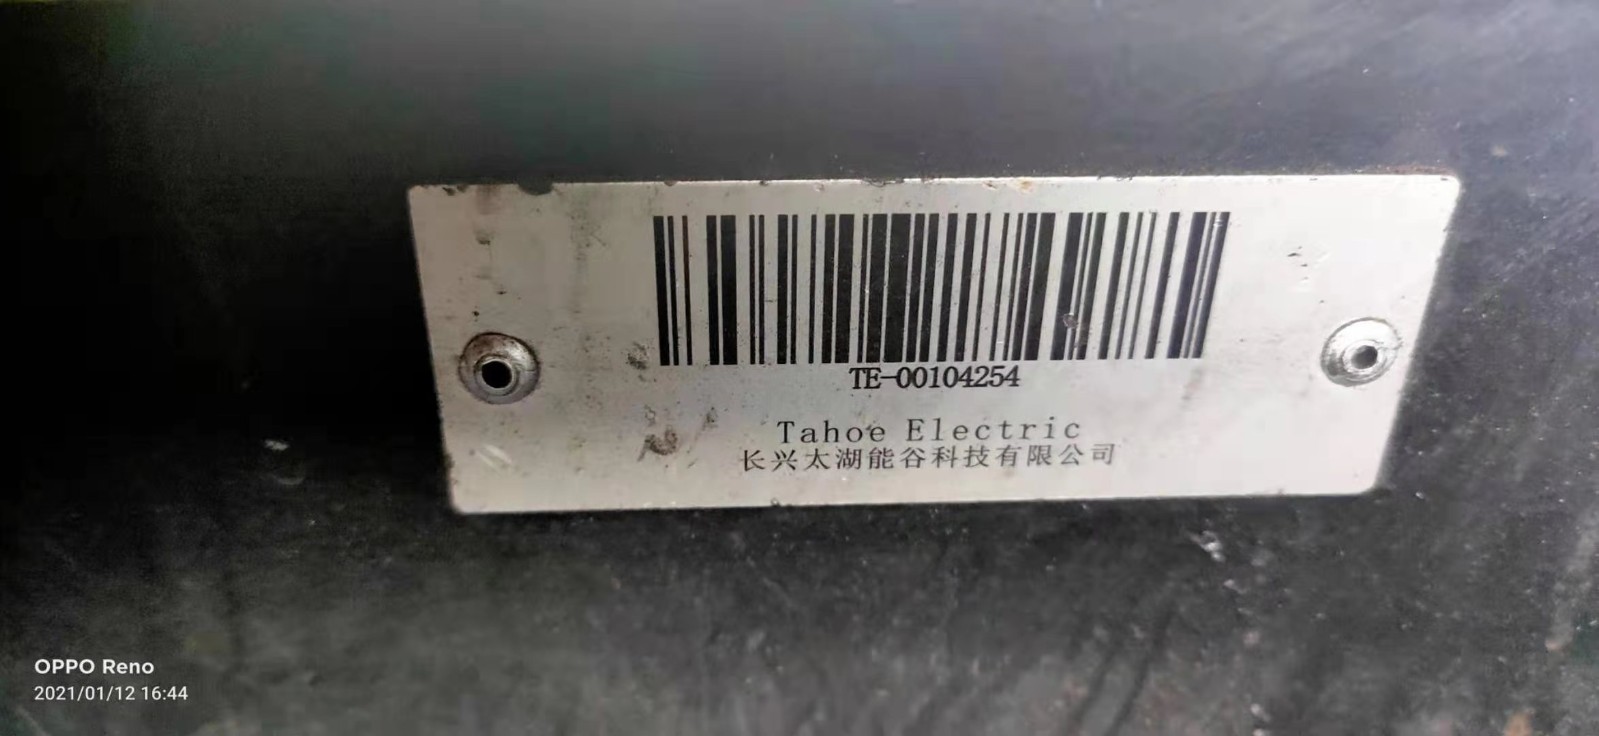 TE-00104254
Tahoe Electric
长兴太湖能谷科技有限公司
OPPO Reno
2021/01/12 16:44